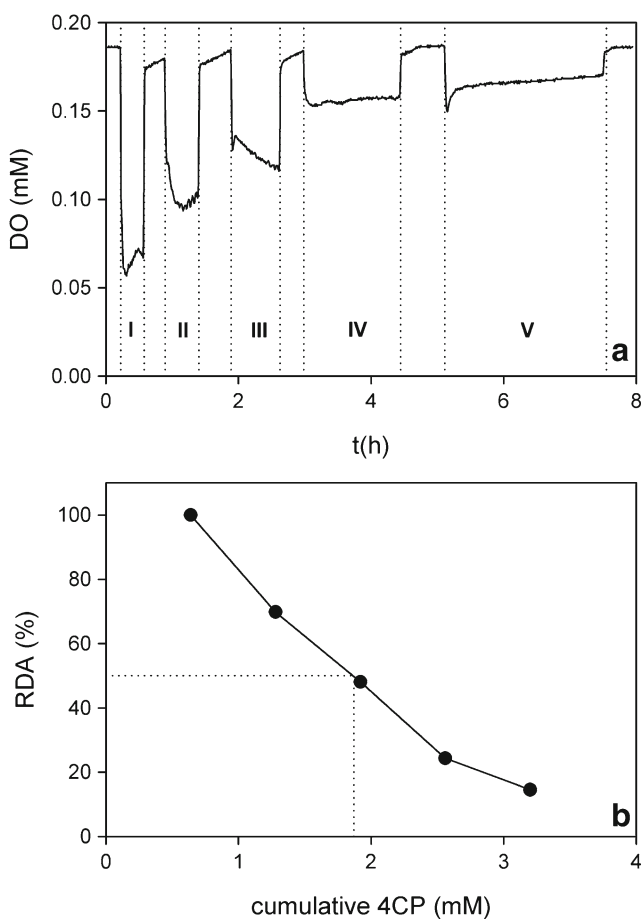 0.20
0.15
0.10
0.05
0.00
DO (mM)
I II III IV V
a
0 2 4 6 8
t(h)
100
80
60
40
20
0
RDA (%)
b
0 1 2 3 4
cumulative 4CP (mM)